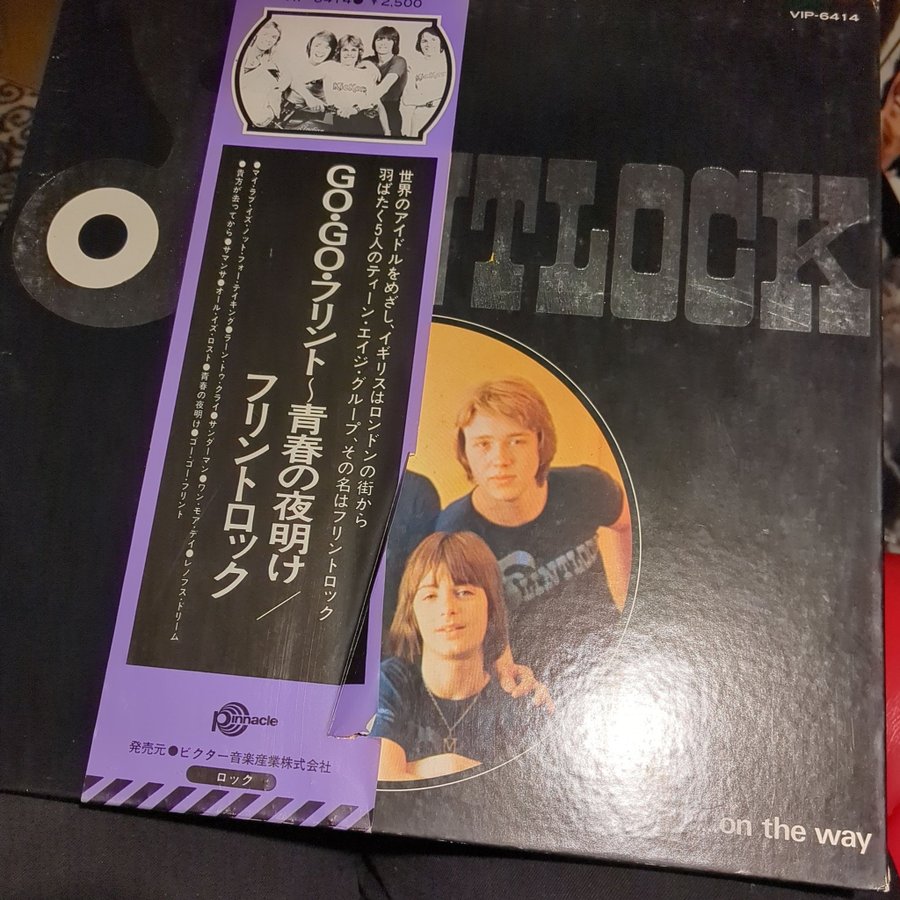 VIP-6414● ¥2,500
VIP-6414
世界のアイドルをめざし、イギリスはロンドンの街から
羽ばたく5人のティーン・エイジ・グループ、その名はフリントロック
GO・GO・フリント〜青春の夜明け/
フリントロック
●マイ・ラブ・イズ・ノット・フォー・テイキング●ラーン・トゥ・クライ●サンダーマン●ワン・モア・デイ●レノフス・ドリーム
●貴方が去ってから●サマンサ●オール・イズ・ロスト●青春の夜明け●ゴー・ゴー・フリント
NTLOCK
FLINTLOCK
M
Pinnacle
発売元●ビクター音楽産業株式会社
ロック
on the way